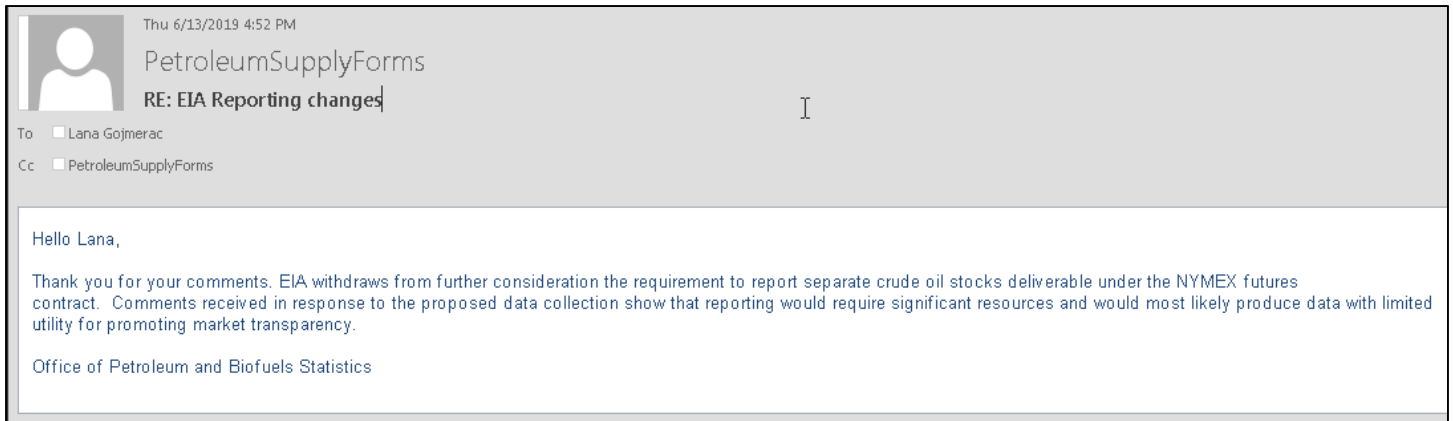 Thu 6/13/2019 4:52 PM
PetroleumSupplyForms
RE: EIA Reporting changes
To Lana Gojmerac
Cc PetroleumSupplyForms
Hello Lana,
Thank you for your comments. EIA withdraws from further consideration the requirement to report separate crude oil stocks deliverable under the NYMEX futures
contract.  Comments received in response to the proposed data collection show that reporting would require significant resources and would most likely produce data with limited
utility for promoting market transparency.
Office of Petroleum and Biofuels Statistics